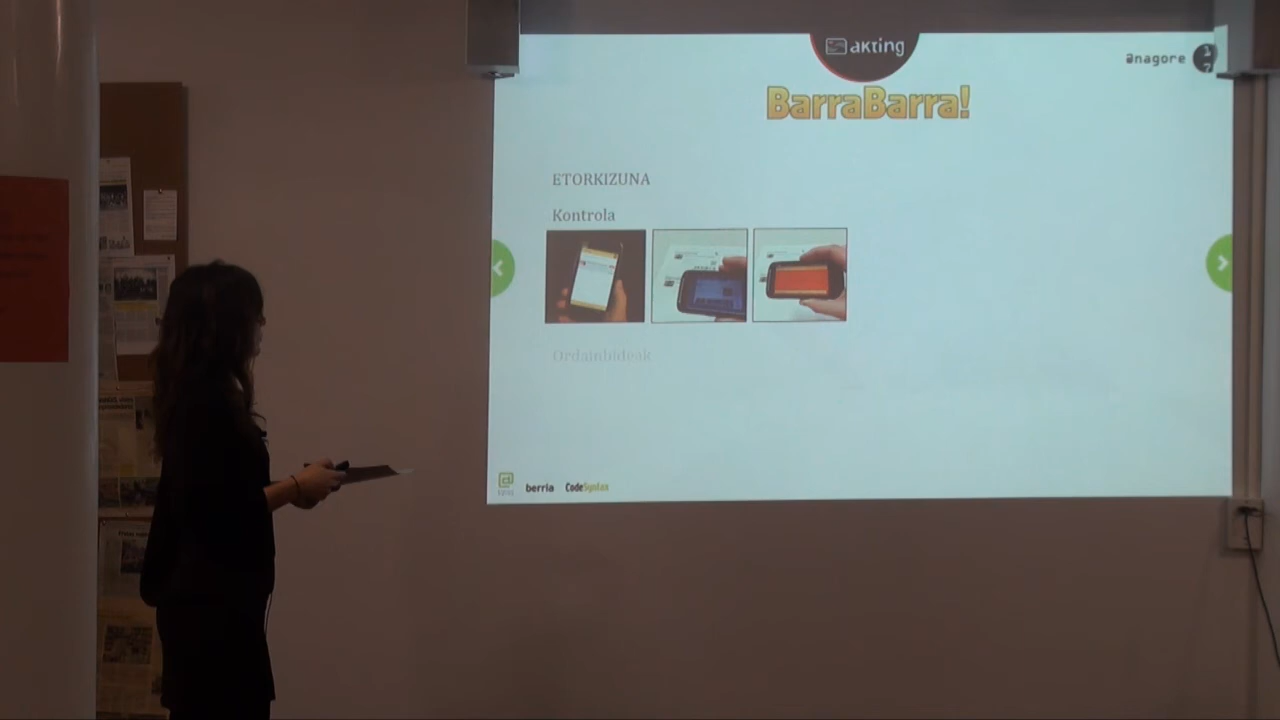 akting
anagore
BarraBarra!
ETORKIZUNA
Kontrola
Ordainbideak
berria
CodeSyntax